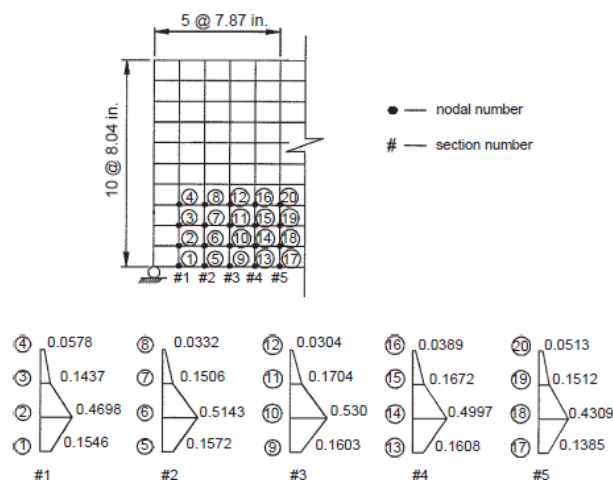 5 @ 7.87 in.
10 @ 8.04 in.
● — nodal number
# — section number
4 8 12 16 20
3 7 11 15 19
2 6 10 14 18
1 5 9 13 17
#1 #2 #3 #4 #5
4 0.0578
3 0.1437
2 0.4698
1 0.1546
#1
8 0.0332
7 0.1506
6 0.5143
5 0.1572
#2
12 0.0304
11 0.1704
10 0.530
9 0.1603
#3
16 0.0389
15 0.1672
14 0.4997
13 0.1608
#4
20 0.0513
19 0.1512
18 0.4309
17 0.1385
#5